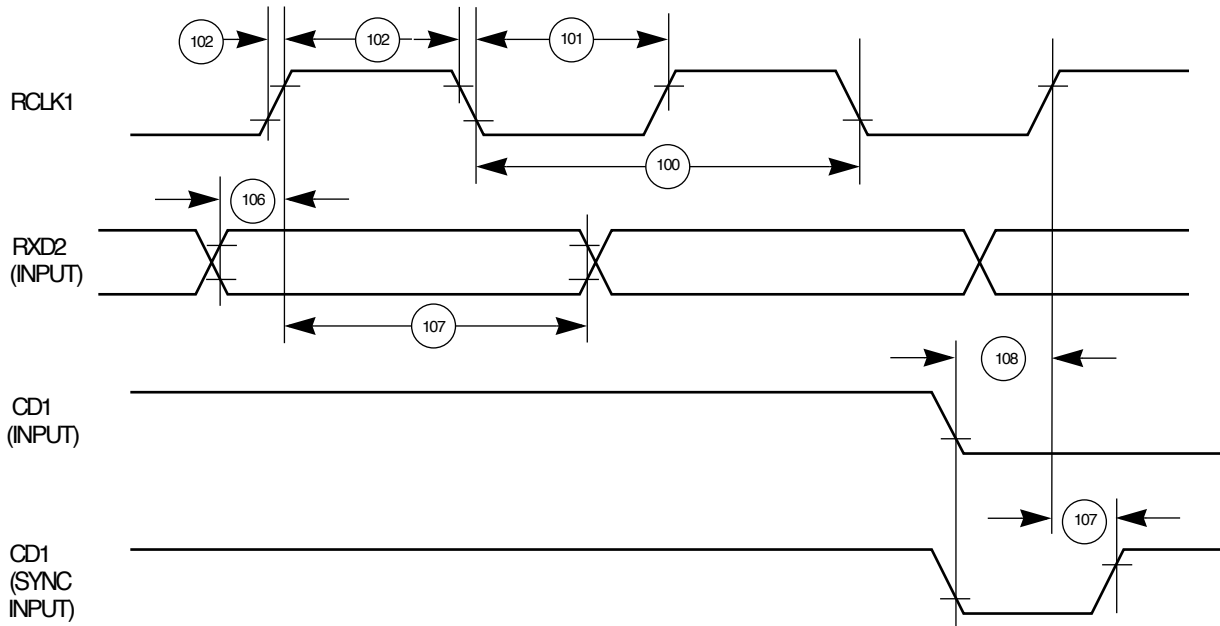 102
102
101
RCLK1
100
106
RXD2
(INPUT)
107
108
CD1
(INPUT)
107
CD1
(SYNC
INPUT)